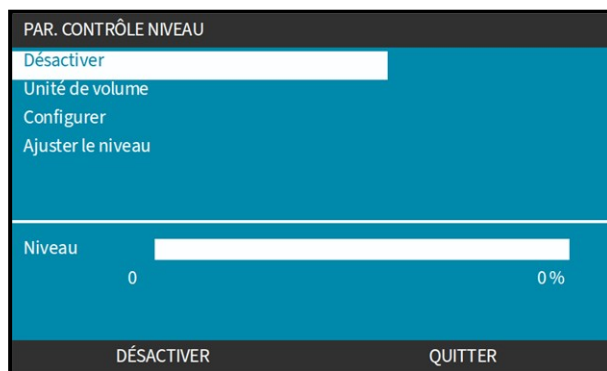 PAR. CONTRÔLE NIVEAU
Désactiver
Unité de volume
Configurer
Ajuster le niveau
Niveau
0 0 %
DÉSACTIVER QUITTER